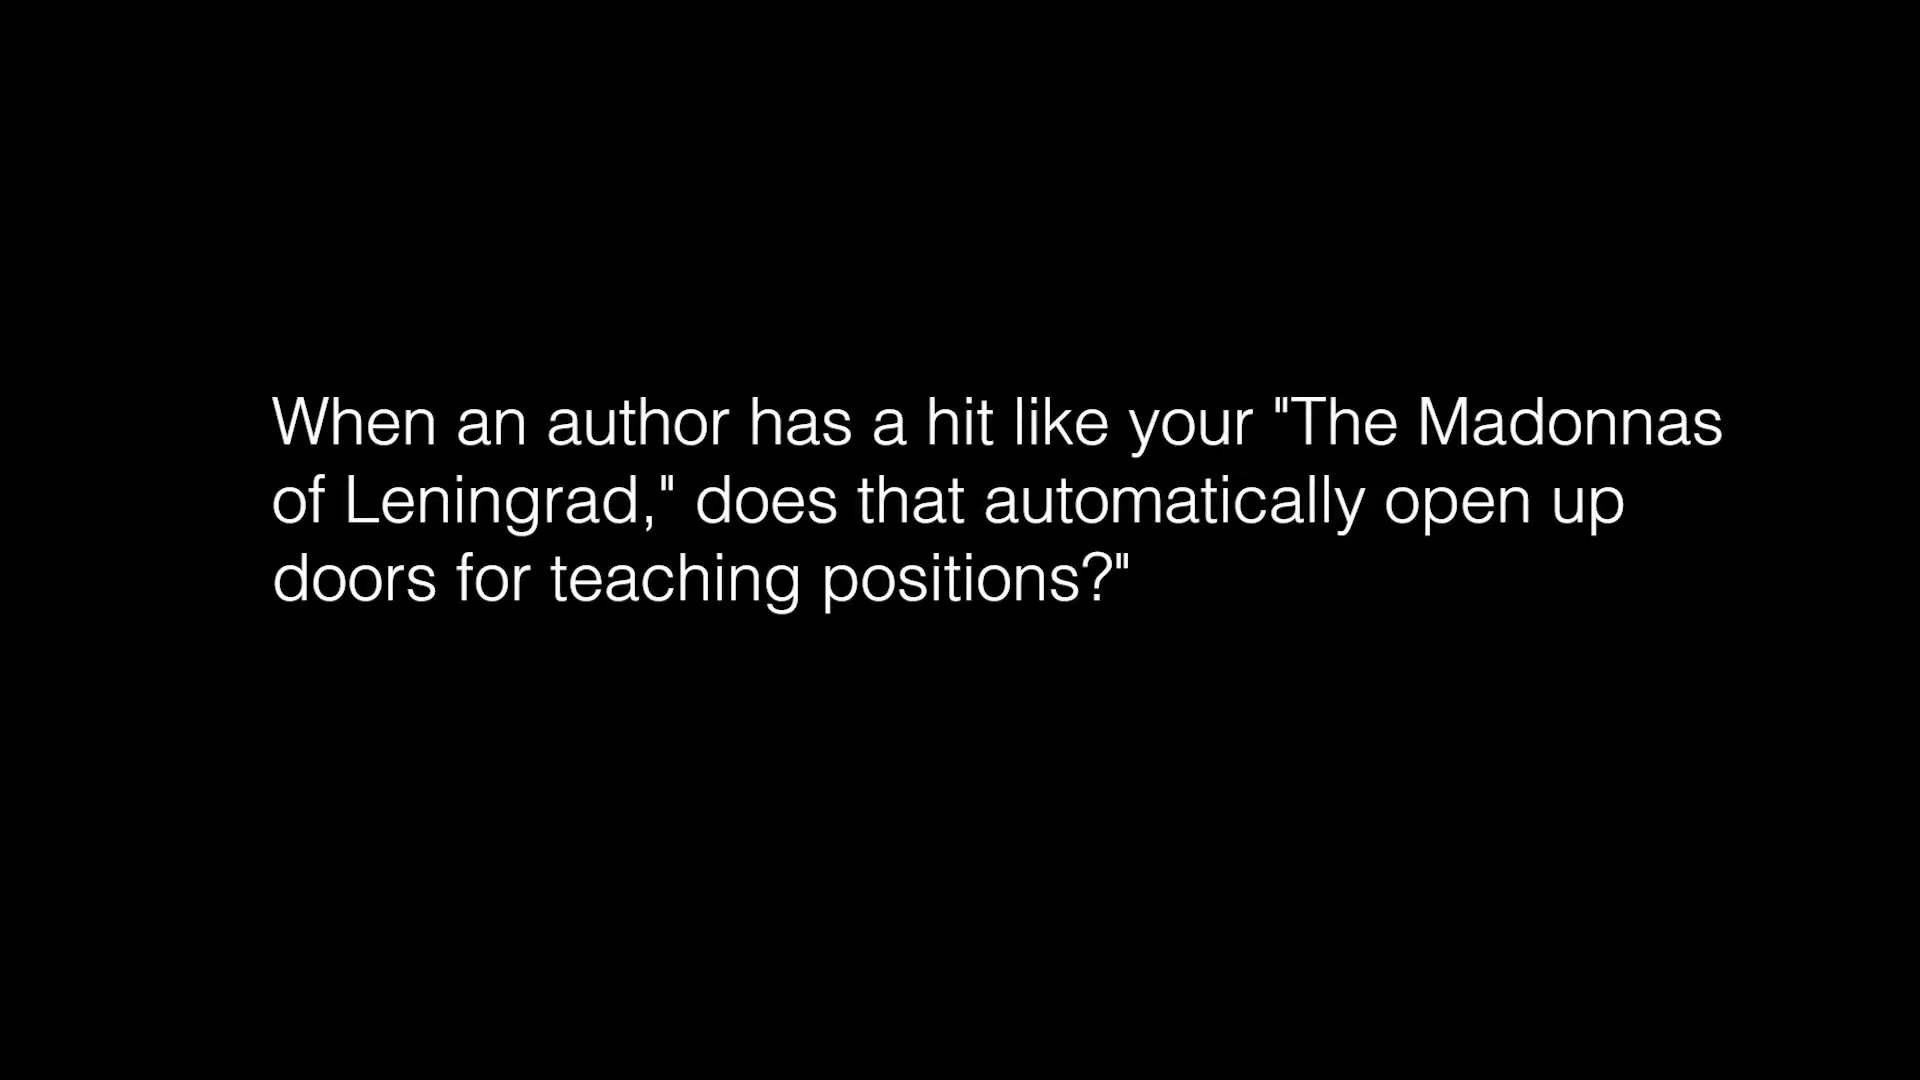 When an author has a hit like your "The Madonnas
of Leningrad," does that automatically open up
doors for teaching positions?"